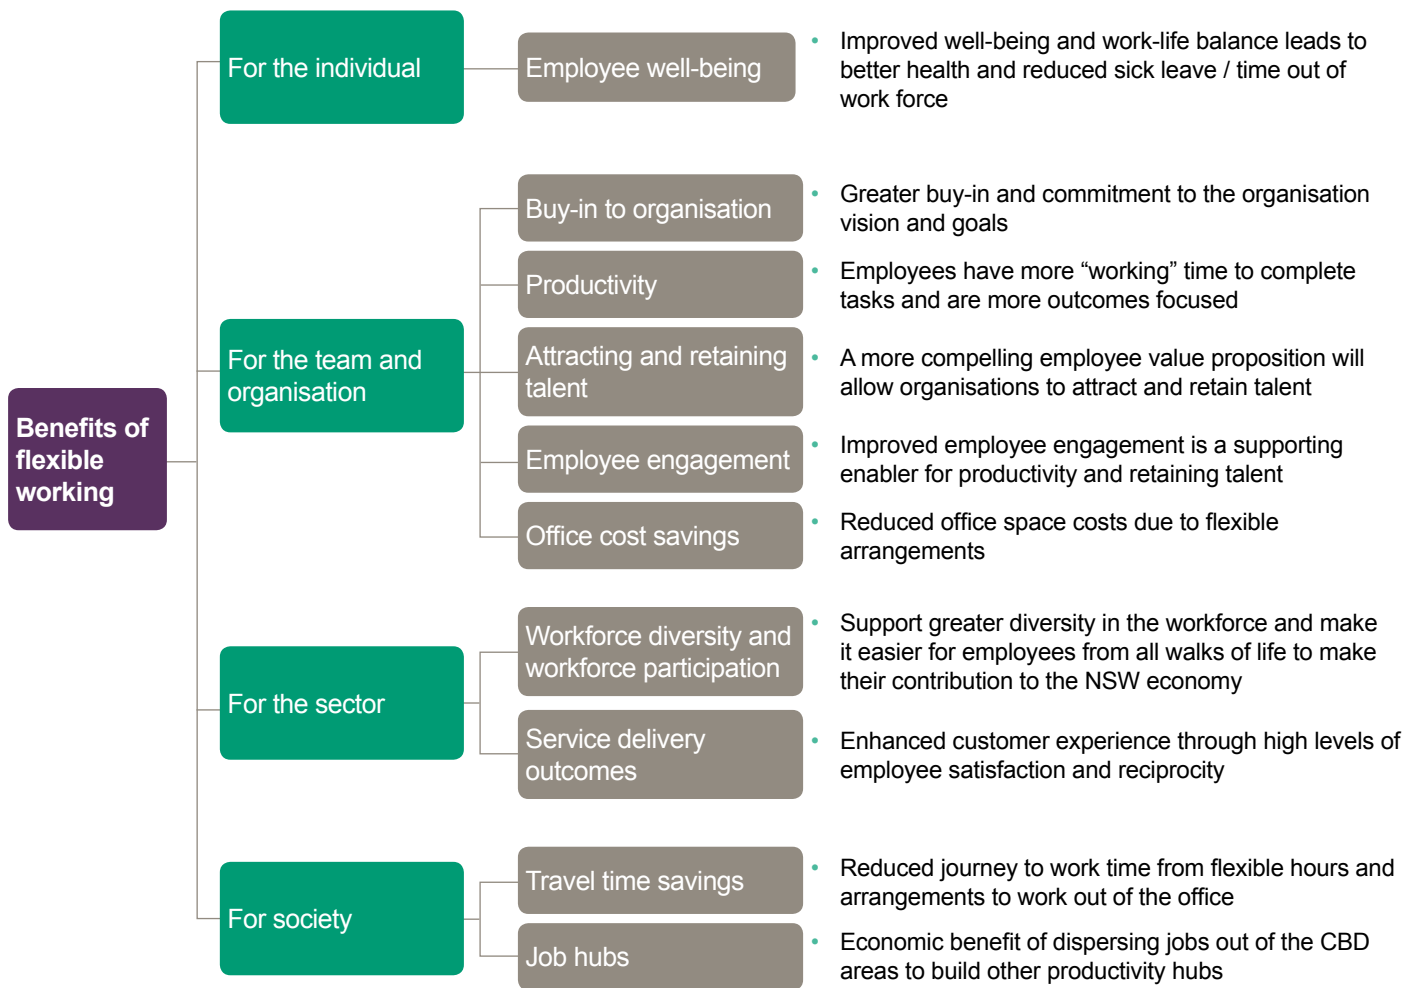 Benefits of
flexible
working
For the individual
Employee well-being
• Improved well-being and work-life balance leads to
better health and reduced sick leave / time out of
work force
For the team and
organisation
Buy-in to organisation
• Greater buy-in and commitment to the organisation
vision and goals
Productivity
• Employees have more “working” time to complete
tasks and are more outcomes focused
Attracting and retaining
talent
• A more compelling employee value proposition will
allow organisations to attract and retain talent
Employee engagement
• Improved employee engagement is a supporting
enabler for productivity and retaining talent
Office cost savings
• Reduced office space costs due to flexible
arrangements
For the sector
Workforce diversity and
workforce participation
• Support greater diversity in the workforce and make
it easier for employees from all walks of life to make
their contribution to the NSW economy
Service delivery
outcomes
• Enhanced customer experience through high levels of
employee satisfaction and reciprocity
For society
Travel time savings
• Reduced journey to work time from flexible hours and
arrangements to work out of the office
Job hubs
• Economic benefit of dispersing jobs out of the CBD
areas to build other productivity hubs